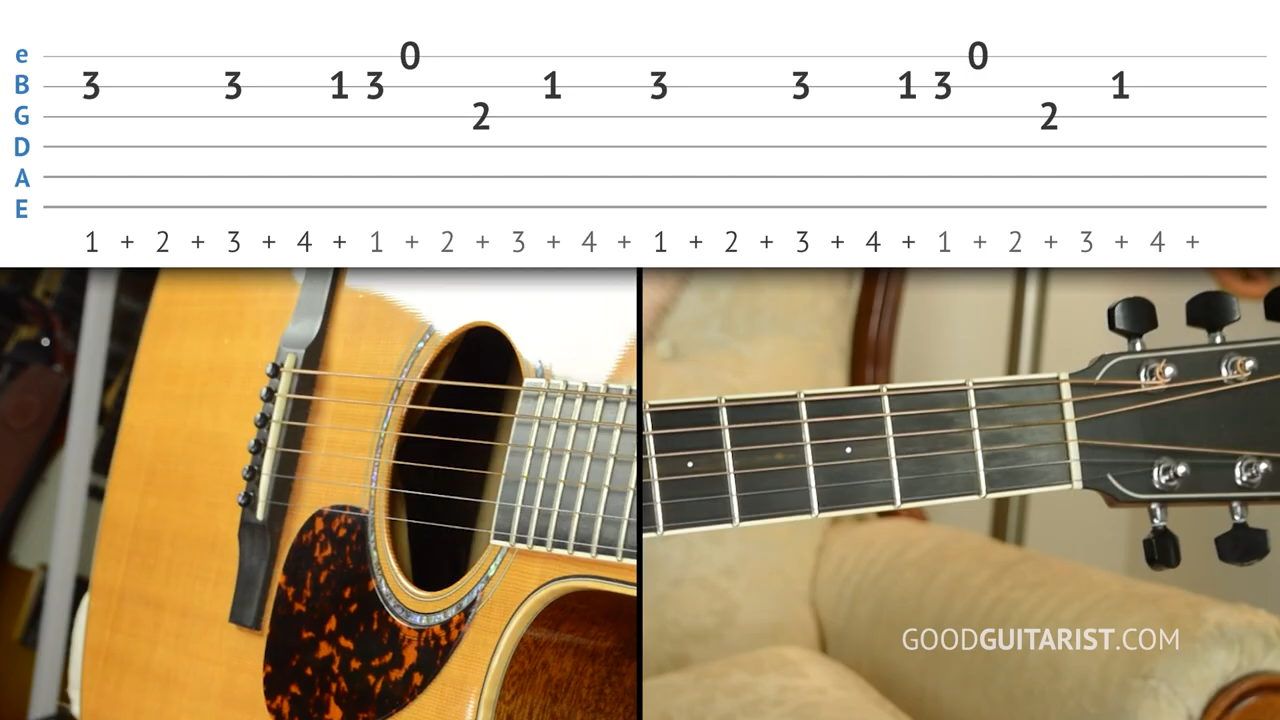 e 0 0
B 3 3 1 3 1 3 3 1 3 1
G 2 2
D
A
E
1 + 2 + 3 + 4 + 1 + 2 + 3 + 4 + 1 + 2 + 3 + 4 + 1 + 2 + 3 + 4 +
GOODGUITARIST.COM